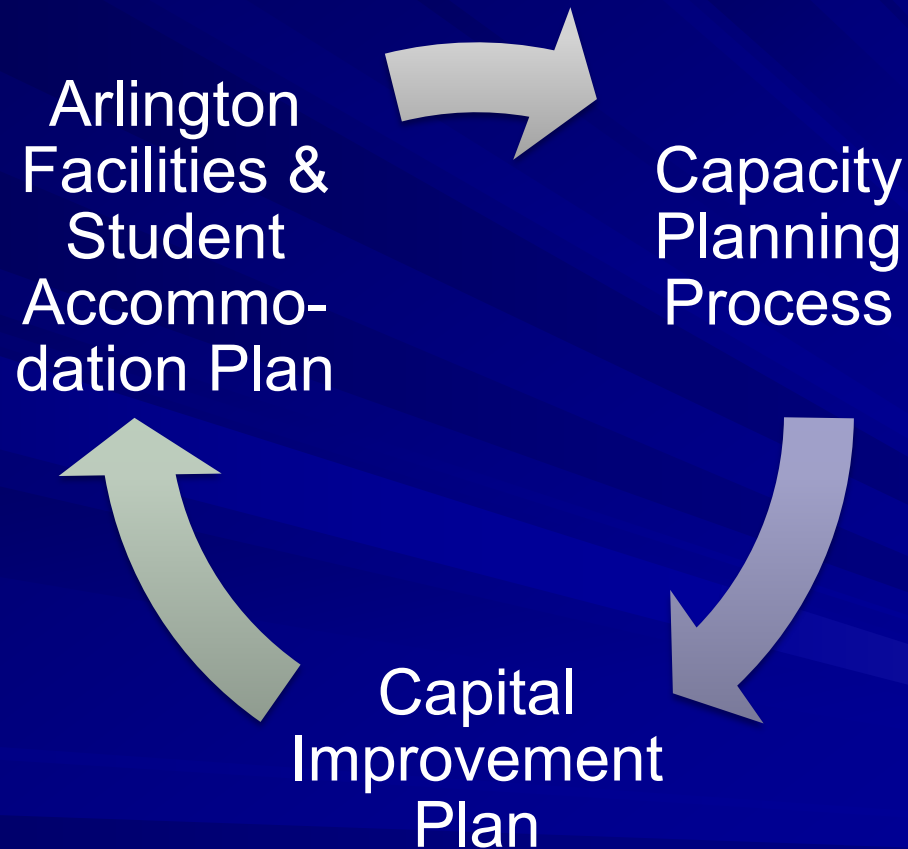 Arlington
Facilities &
Student
Accommo-
dation Plan
Capacity
Planning
Process
Capital
Improvement
Plan